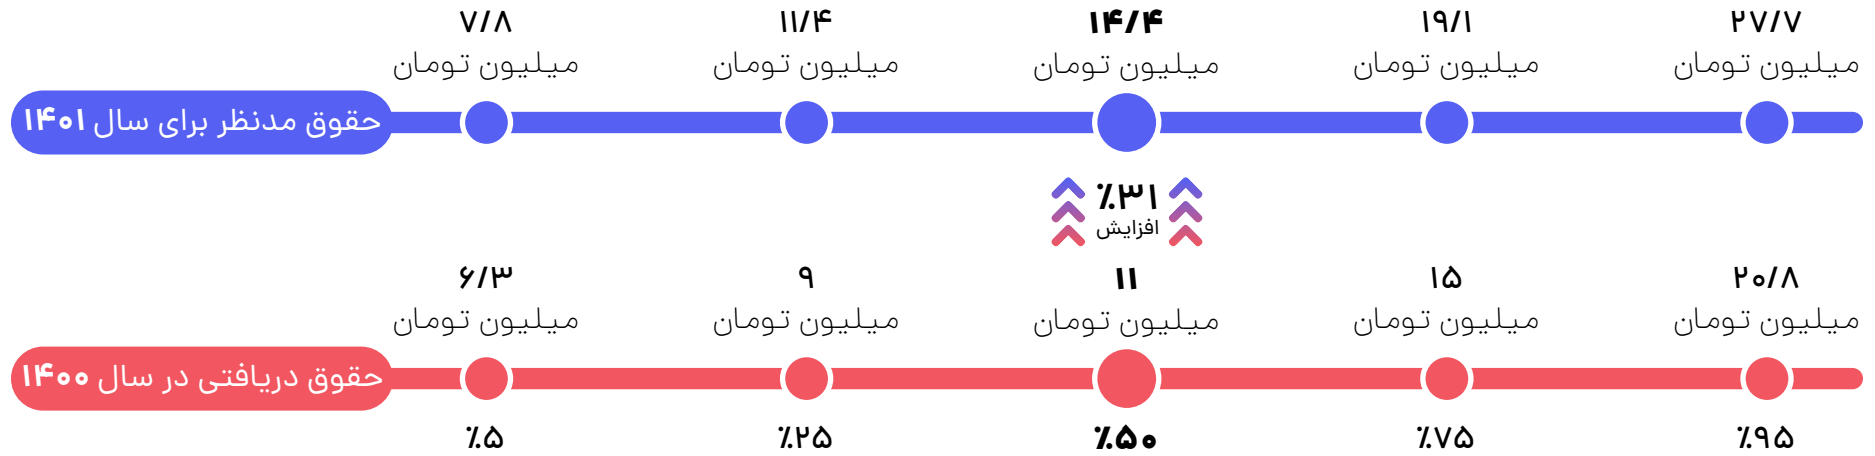 ۷/۸
میلیون تومان
۱۱/۴
میلیون تومان
۱۴/۴
میلیون تومان
۱۹/۱
میلیون تومان
۲۷/۷
میلیون تومان
حقوق مدنظر برای سال ۱۴۰۱
٪۳۱
افزایش
۶/۳
میلیون تومان
۹
میلیون تومان
۱۱
میلیون تومان
۱۵
میلیون تومان
۲۰/۸
میلیون تومان
حقوق دریافتی در سال ۱۴۰۰
٪۵
٪۲۵
٪۵۰
٪۷۵
٪۹۵